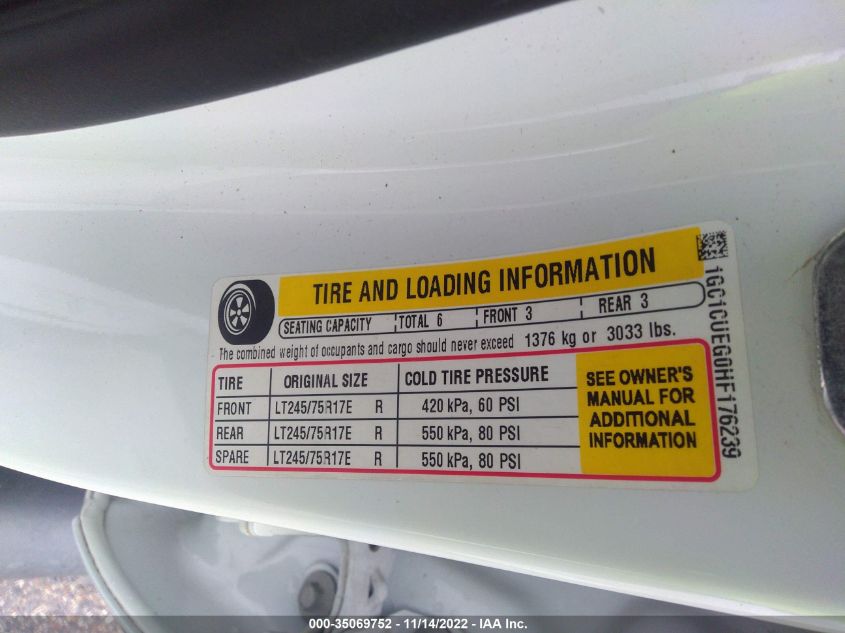 TIRE AND LOADING INFORMATION
SEATING CAPACITY TOTAL 6 FRONT 3 REAR 3
The combined weight of occupants and cargo should never exceed 1376 kg or 3033 lbs.
TIRE ORIGINAL SIZE COLD TIRE PRESSURE
FRONT LT245/75R17E R 420 kPa, 60 PSI
REAR LT245/75R17E R 550 kPa, 80 PSI
SPARE LT245/75R17E R 550 kPa, 80 PSI
SEE OWNER'S
MANUAL FOR
ADDITIONAL
INFORMATION
1GC1CUEG0HF176239
000-35069752 - 11/14/2022 - IAA Inc.